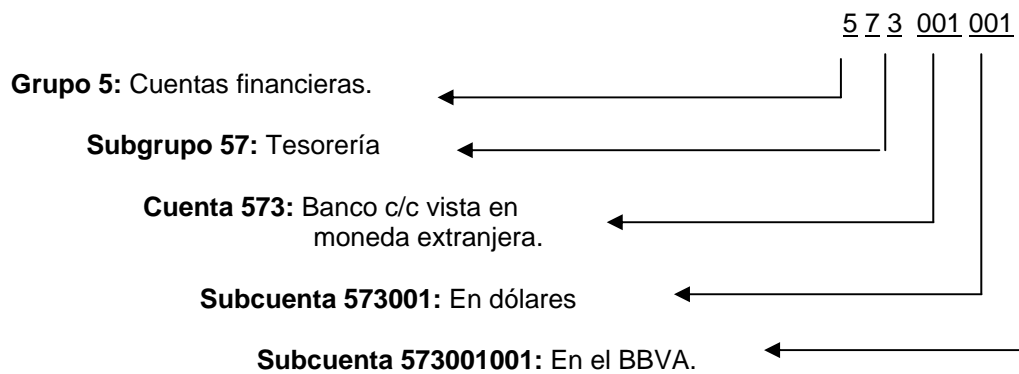 5 7 3 001 001
Grupo 5: Cuentas financieras.
Subgrupo 57: Tesorería
Cuenta 573: Banco c/c vista en
moneda extranjera.
Subcuenta 573001: En dólares
Subcuenta 573001001: En el BBVA.